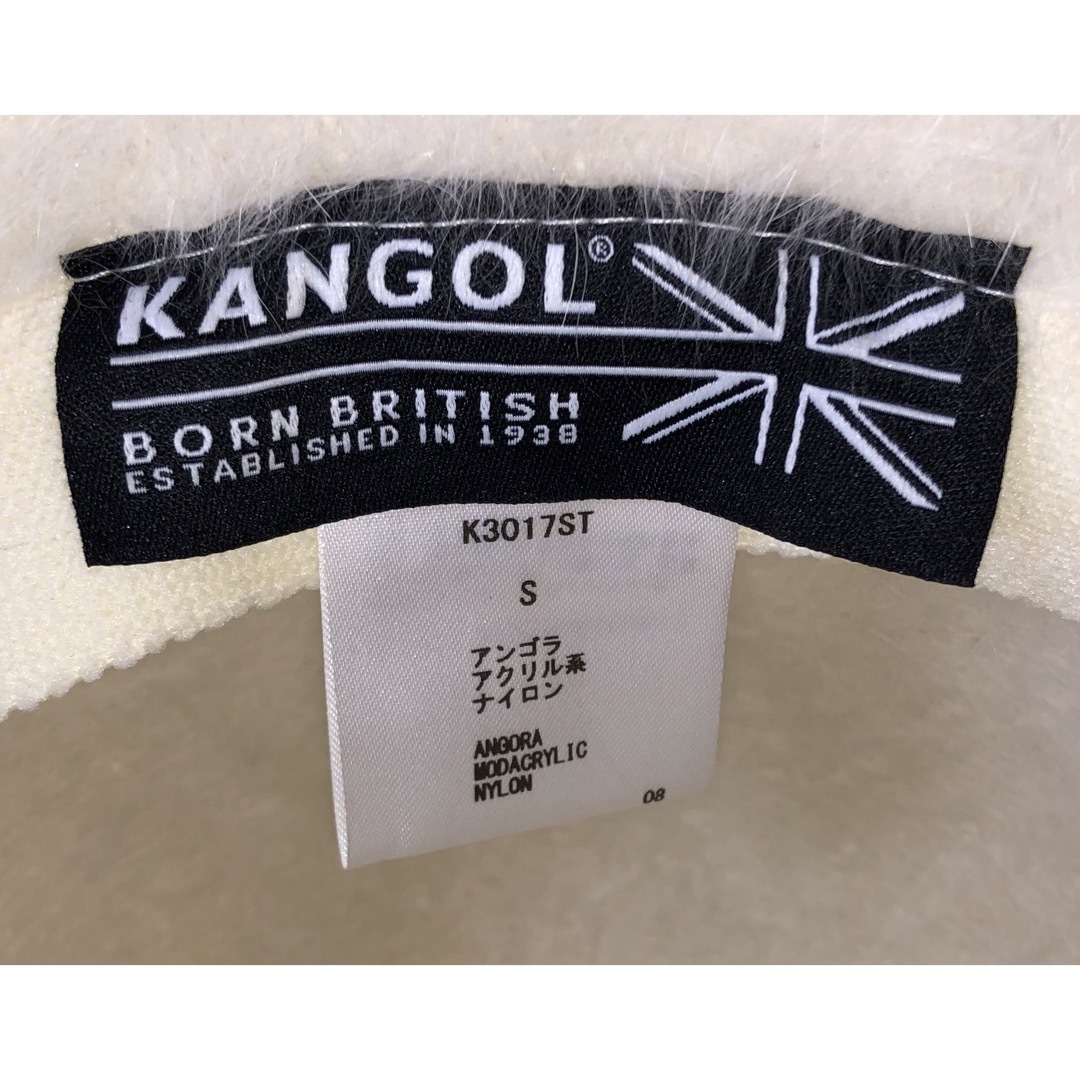 KANGOL®
BORN BRITISH
ESTABLISHED IN 1938
K3017ST
S
アンゴラ
アクリル系
ナイロン
ANGORA
MODACRYLIC
NYLON
08